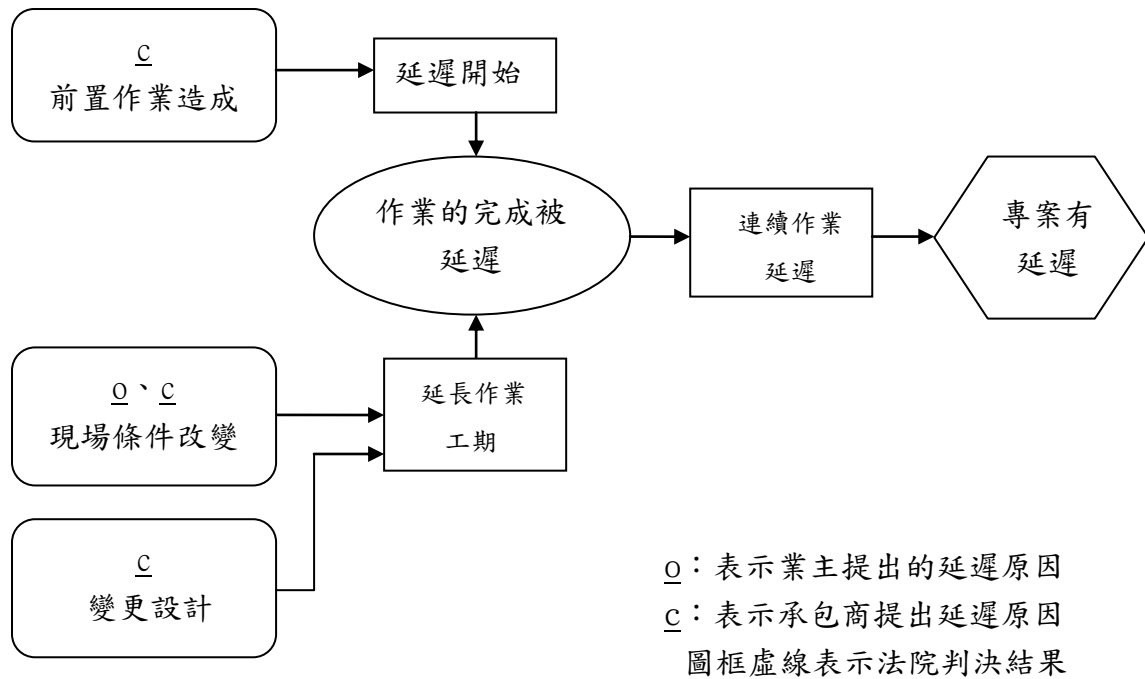 c
前置作業造成
延遲開始
作業的完成被
延遲
連續作業
延遲
專案有
延遲
o、c
現場條件改變
延長作業
工期
c
變更設計
o：表示業主提出的延遲原因
c：表示承包商提出延遲原因
圖框虛線表示法院判決結果